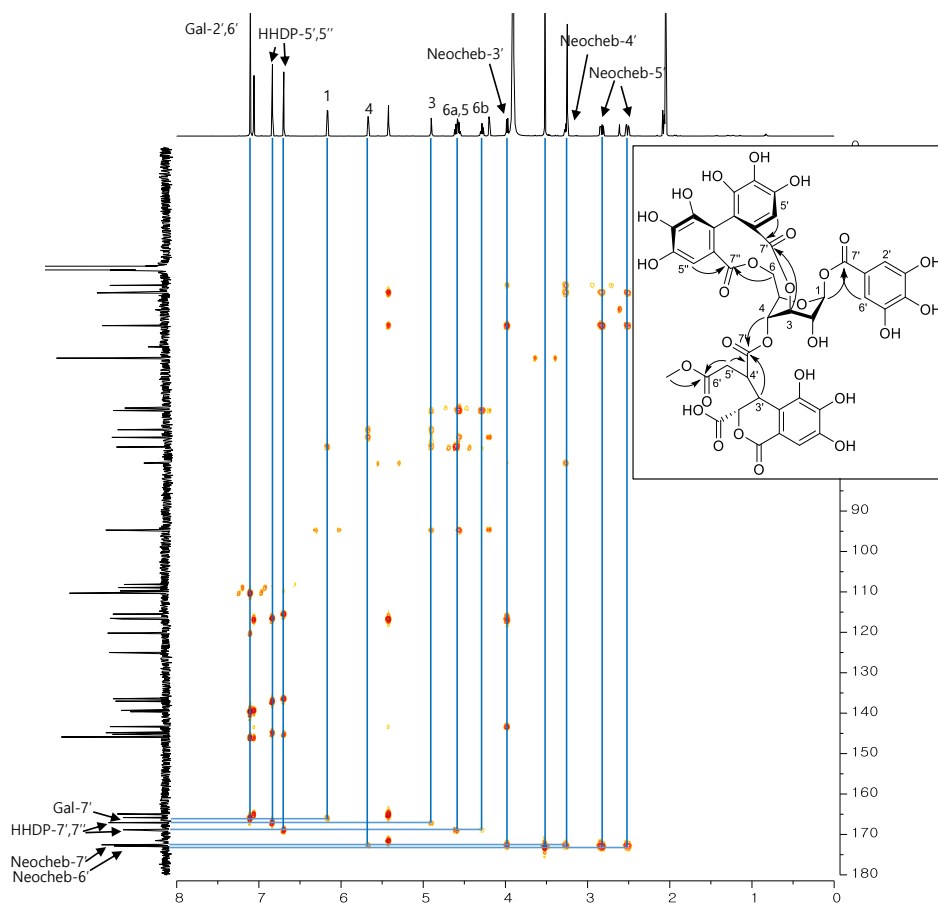 Gal-2′,6′
HHDP-5′,5′′
Neocheb-3′
Neocheb-4′
Neocheb-5′
1
4
3
6a,5
6b
0
OH
OH
HO
OH
HO
5′
HO
O
7′
HO
5′′
7′′
O
O
6
O
O
7′
2′
OH
O
1
O
OH
4
3
6′
OH
OH
7′
O
O
O
5′
4′
6′
O
3′
OH
HO
O
OH
O
OH
O
90
100
110
120
130
140
150
160
170
180
Gal-7′
HHDP-7′,7′′
Neocheb-7′
Neocheb-6′
8
7
6
5
4
3
2
1
0